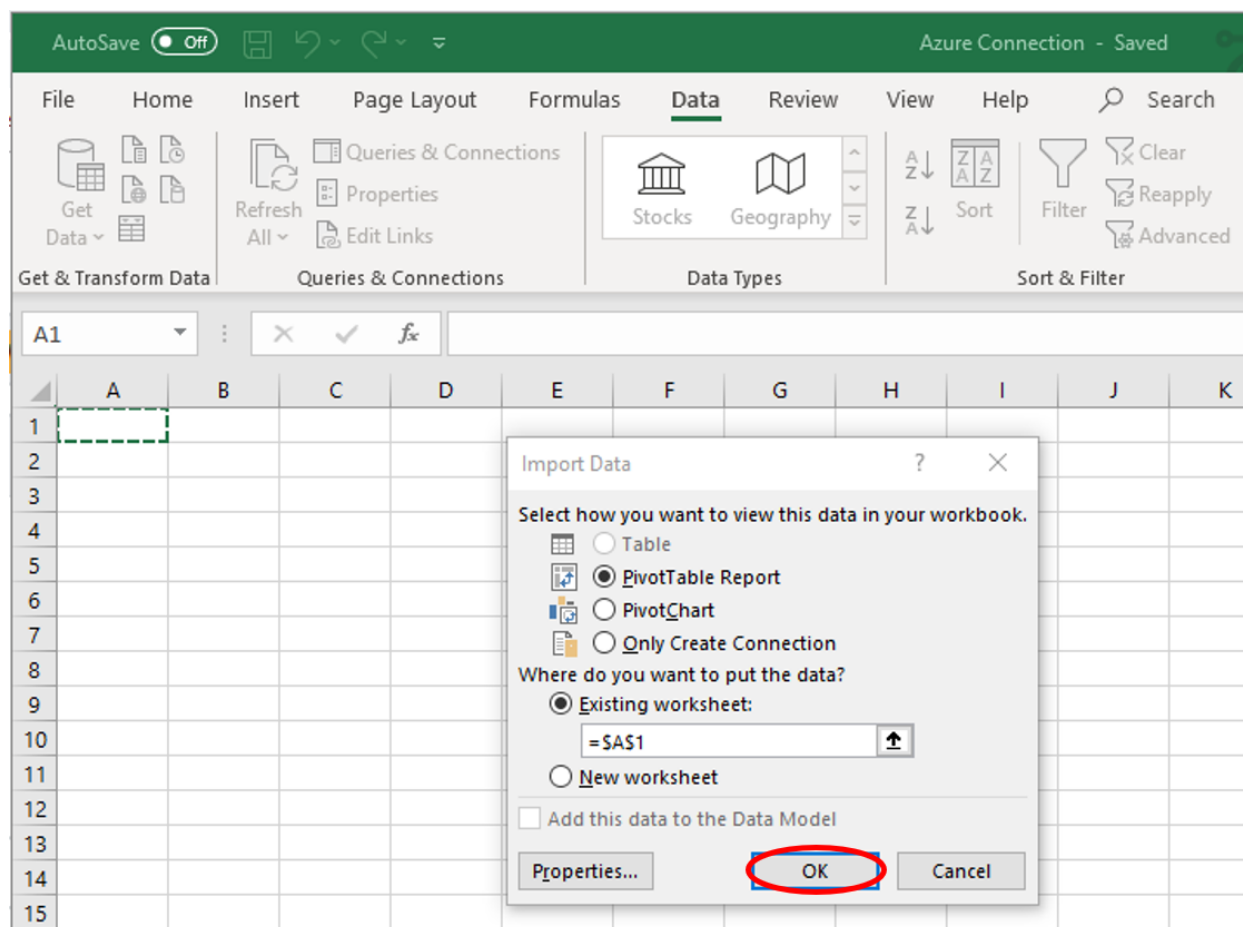 AutoSave Off Azure Connection - Saved
File Home Insert Page Layout Formulas Data Review View Help Search
Get Data
Refresh All
Queries & Connections
Properties
Edit Links
Stocks Geography
Sort
Filter
Clear
Reapply
Advanced
Get & Transform Data Queries & Connections Data Types Sort & Filter
A1 fx
A B C D E F G H I J K
1
2
3
4
5
6
7
8
9
10
11
12
13
14
15
Import Data ?
Select how you want to view this data in your workbook.
Table
PivotTable Report
PivotChart
Only Create Connection
Where do you want to put the data?
Existing worksheet:
=$A$1
New worksheet
Add this data to the Data Model
Properties... OK Cancel